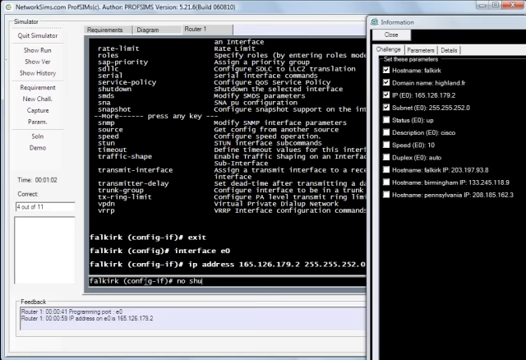 NetworkSims.com ProfSIMs(c). Author: PROFSIMS Version: 5.21.6 (Build 060810)
Simulator
Quit Simulator
Show Run
Show Ver
Show History
Requirement
New Chall.
Capture
Param.
Soln
Demo
Time: 00:01:02
Correct:
4 out of 11
Requirements
Diagram
Router 1
an Interface
rate-limit Rate Limit
roles Specify roles (by entering roles mode
sap-priority Assign a priority group
sdllc Configure SDLC to LLC2 translation
serial serial interface commands
service-policy Configure QoS Service Policy
shutdown Shutdown the selected interface
smds Modify SMDS parameters
sna SNA pu configuration
snapshot Configure snapshot support on the int
--More------ press any key ~
snmp Modify SNMP interface parameters
source Get config from another source
speed Configure speed operation.
stun STUN interface subcommands
timeout Define timeout values for this interf
traffic-shape Enable Traffic Shaping on an Interfac
Sub-Interface
transmit-interface Assign a transmit interface to a rece
interface
transmitter-delay Set dead-time after transmitting a da
trunk-group Configure interface to be in a trunk
tx-ring-limit Configure PA level transmit ring lim
vpdn Virtual Private Dialup Network
vrrp VRRP Interface configuration command
falkirk (config-if)# exit
falkirk (config)# interface e0
falkirk (config-if)# ip address 165.126.179.2 255.255.252.0
falkirk (config-if)# no shu
Feedback
Router 1: 00:00:41 Programming port : e0
Router 1: 00:00:59 IP address on e0 is 165.126.179.2
Information
Close
Challenge
Parameters
Details
Set these parameters
Hostname: falkirk
Domain name: highland.fr
IP (E0): 165.126.179.2
Subnet (E0): 255.255.252.0
Status (E0): up
Description (E0): cisco
Speed (E0): 10
Duplex (E0): auto
Hostname: falkirk IP: 203.197.93.8
Hostname: birmingham IP: 133.245.118.9
Hostname: pennsylvania IP: 208.185.162.3